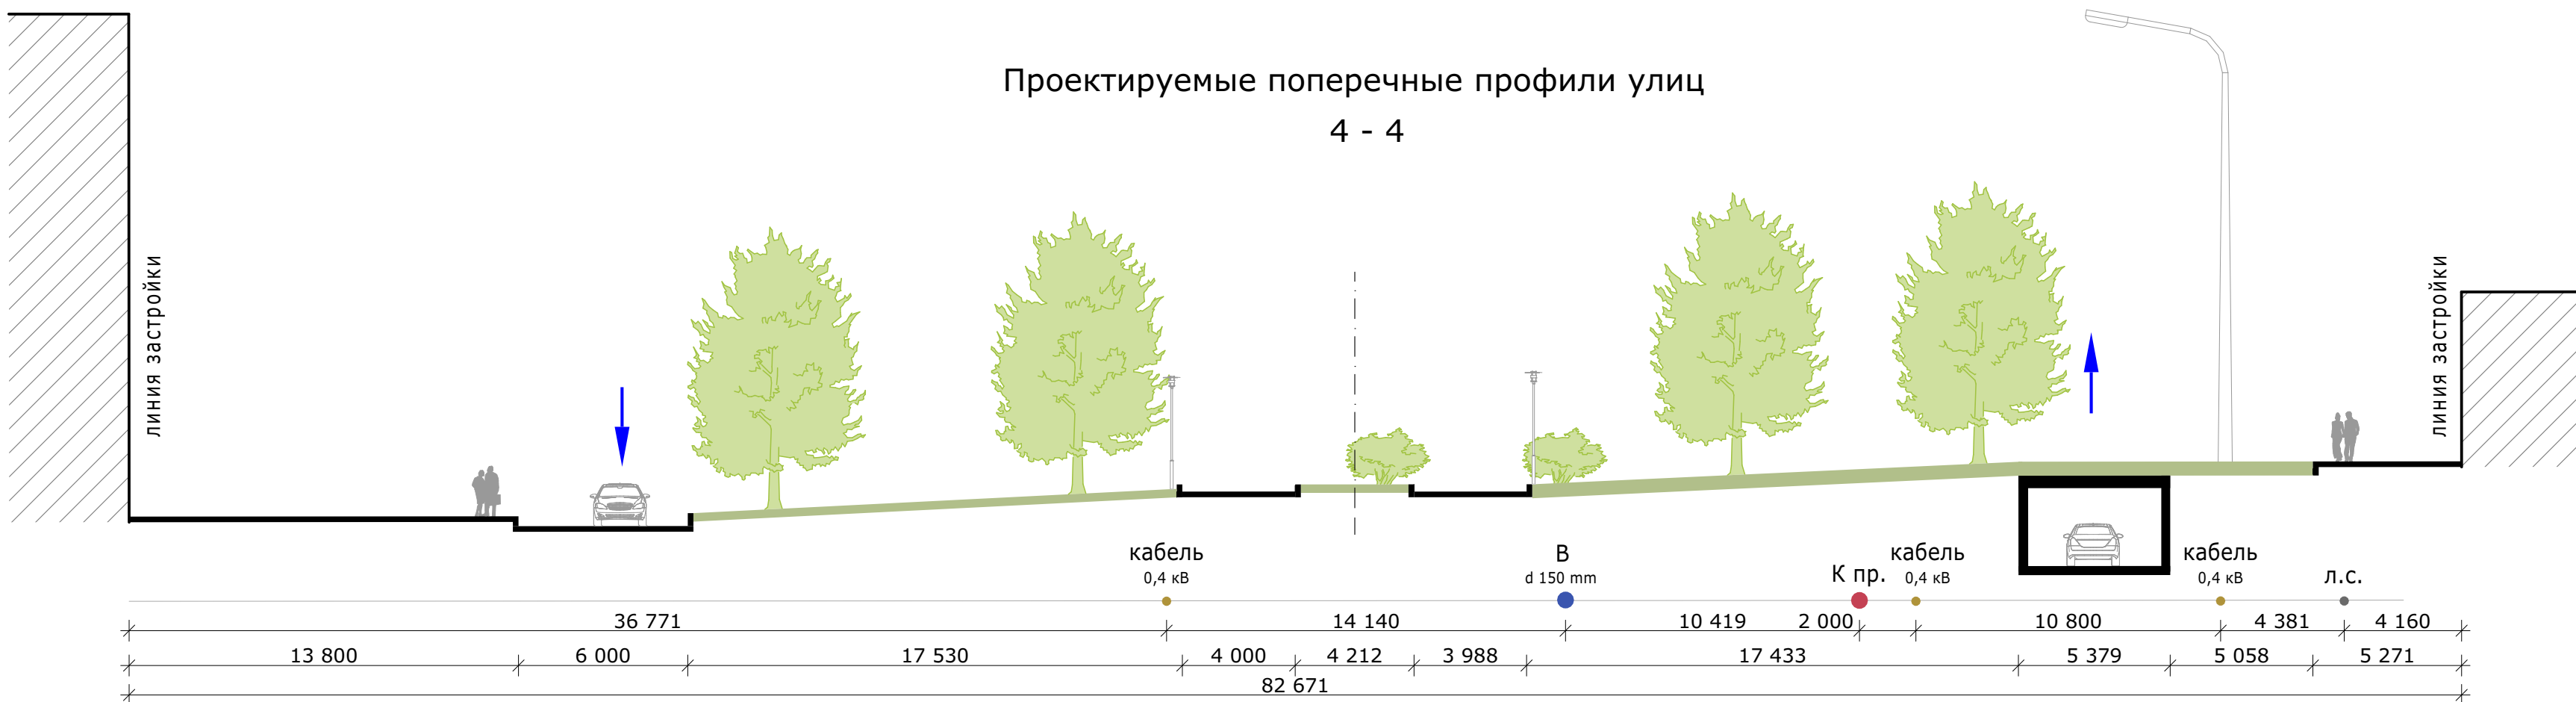 Проектируемые поперечные профили улиц
4 - 4
линия застройки
линия застройки
кабель
0,4 кВ
В
d 150 mm
К пр.
кабель
0,4 кВ
кабель
0,4 кВ
л.с.
36 771
14 140
10 419
2 000
10 800
4 381
4 160
13 800
6 000
17 530
4 000
4 212
3 988
17 433
5 379
5 058
5 271
82 671